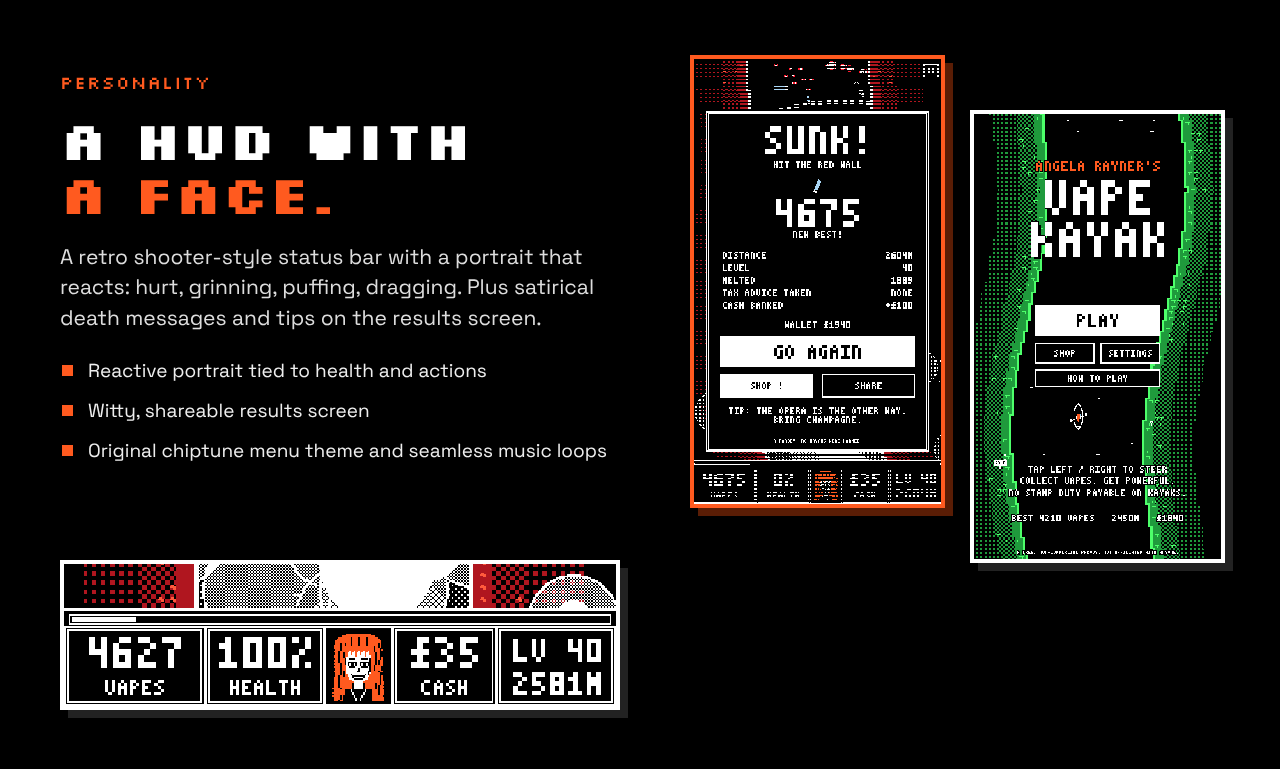 PERSONALITY
A HUD WITH
A FACE.
A retro shooter-style status bar with a portrait that
reacts: hurt, grinning, puffing, dragging. Plus satirical
death messages and tips on the results screen.
Reactive portrait tied to health and actions
Witty, shareable results screen
Original chiptune menu theme and seamless music loops
4627
VAPES
100%
HEALTH
£35
CASH
LV 40
2581M
SUNK!
HIT THE RED WALL
4675
NEW BEST!
DISTANCE 2604M
LEVEL 40
MELTED 1889
TAX ADVICE TAKEN NONE
CASH BANKED +£100
WALLET £1940
GO AGAIN
SHOP !
SHARE
TIP: THE OPERA IS THE OTHER WAY.
BRING CHAMPAGNE.
4675
0%
£35
CASH
LV 40
ANGELA RAYNER'S
VAPE
KAYAK
PLAY
SHOP
SETTINGS
HOW TO PLAY
TAP LEFT / RIGHT TO STEER
COLLECT VAPES. GET POWERFUL.
NO STAMP DUTY PAYABLE ON KAYAKS.
BEST 4210 VAPES 2450M £1840